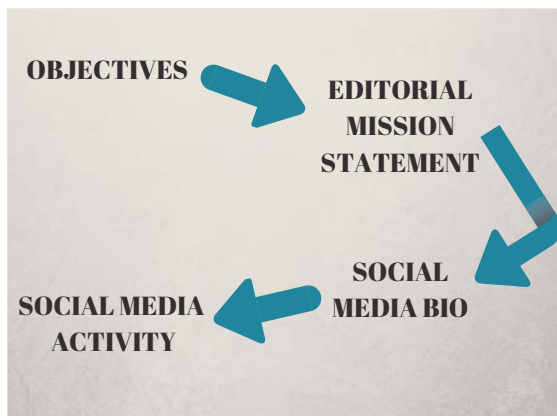 OBJECTIVES
EDITORIAL
MISSION
STATEMENT
SOCIAL
MEDIA BIO
SOCIAL MEDIA
ACTIVITY